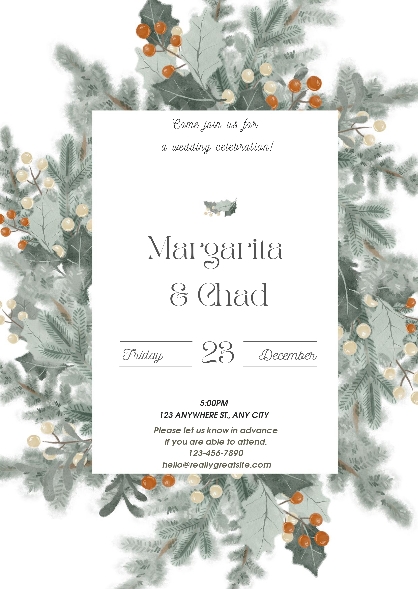 Come join us for
a wedding celebration!
Margarita
& Chad
Friday 23 December
5:00PM
123 ANYWHERE ST., ANY CITY
Please let us know in advance
if you are able to attend.
123-456-7890
hello@reallygreatsite.com